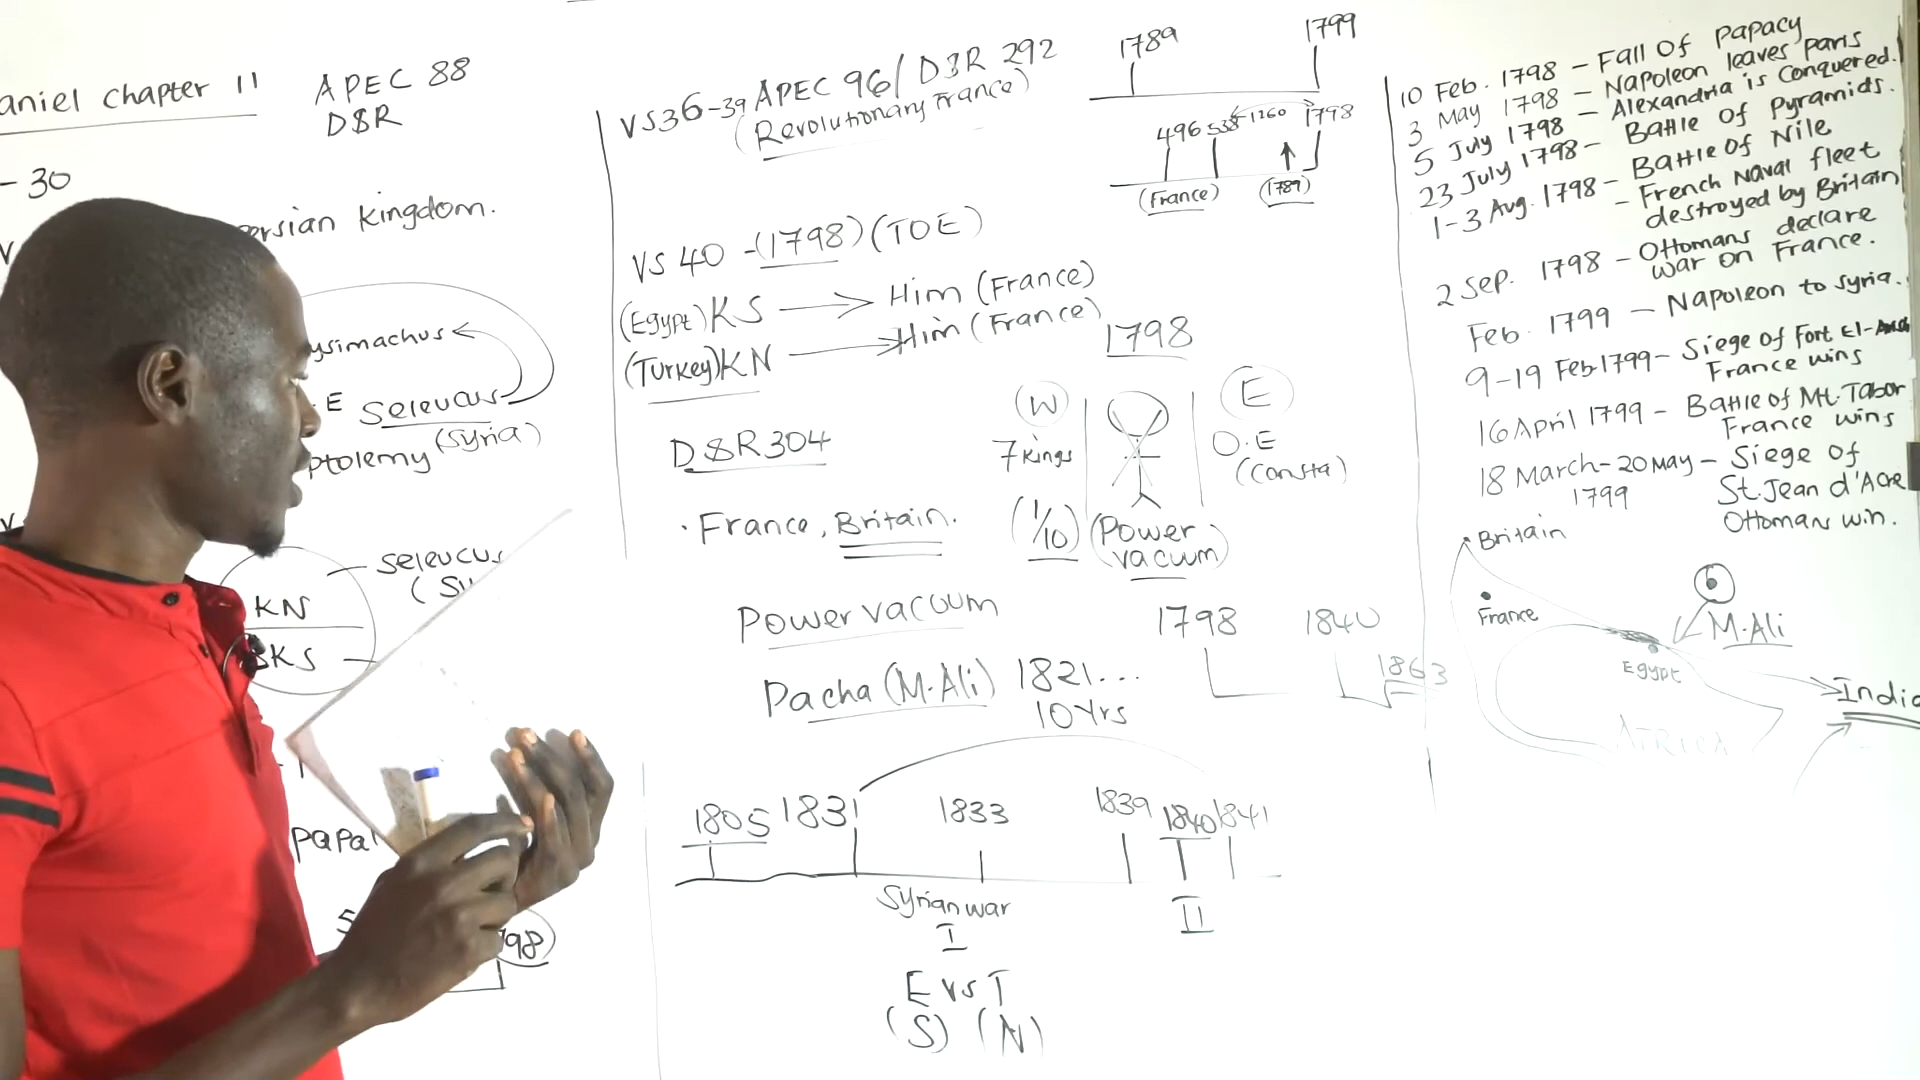 aniel chapter 11
APEC 88
D&R
- 30
ersian kingdom.
ysimachus
E Seleucus
(Syria)
ptolemy
seleucus
KN
KS
papal
98)
VS36-39 APEC 96/ D&R 292
(Revolutionary France)
VS 40 - (1798) (TOE)
(Egypt) KS → Him (France)
(Turkey) KN → Him (France)
D&R 304
· France, Britain.
Power vacuum
Pacha (M.Ali) 1821...
10 Yrs
1789 1799
496 538 1260 1798
(France) (1789)
1798
(W) (E)
7 kings O.E
(Consta)
(1/10) (Power
vacuum)
1798 1840
1863
1805 1831 1833 1839 1840 1841
Syrian war
I
II
E vs T
(S) (N)
10 Feb. 1798 - Fall Of Papacy
3 May 1798 - Napoleon leaves paris
5 July 1798 - Alexandria is Conquered.
23 July 1798 - Battle of Pyramids.
1-3 Aug. 1798 - Battle Of Nile
- French Naval fleet
destroyed by Britain
2 Sep. 1798 - Ottomans declare
war on France.
Feb. 1799 - Napoleon to Syria.
9-19 Feb 1799 - Siege of Fort El-Arish
France wins
16 April 1799 - Battle of Mt. Tabor
France wins
18 March - 20 May - Siege of
1799 St. Jean d'Acre
Ottomans win.
Britain
France
6
M.Ali
Egypt
India
AFRICA